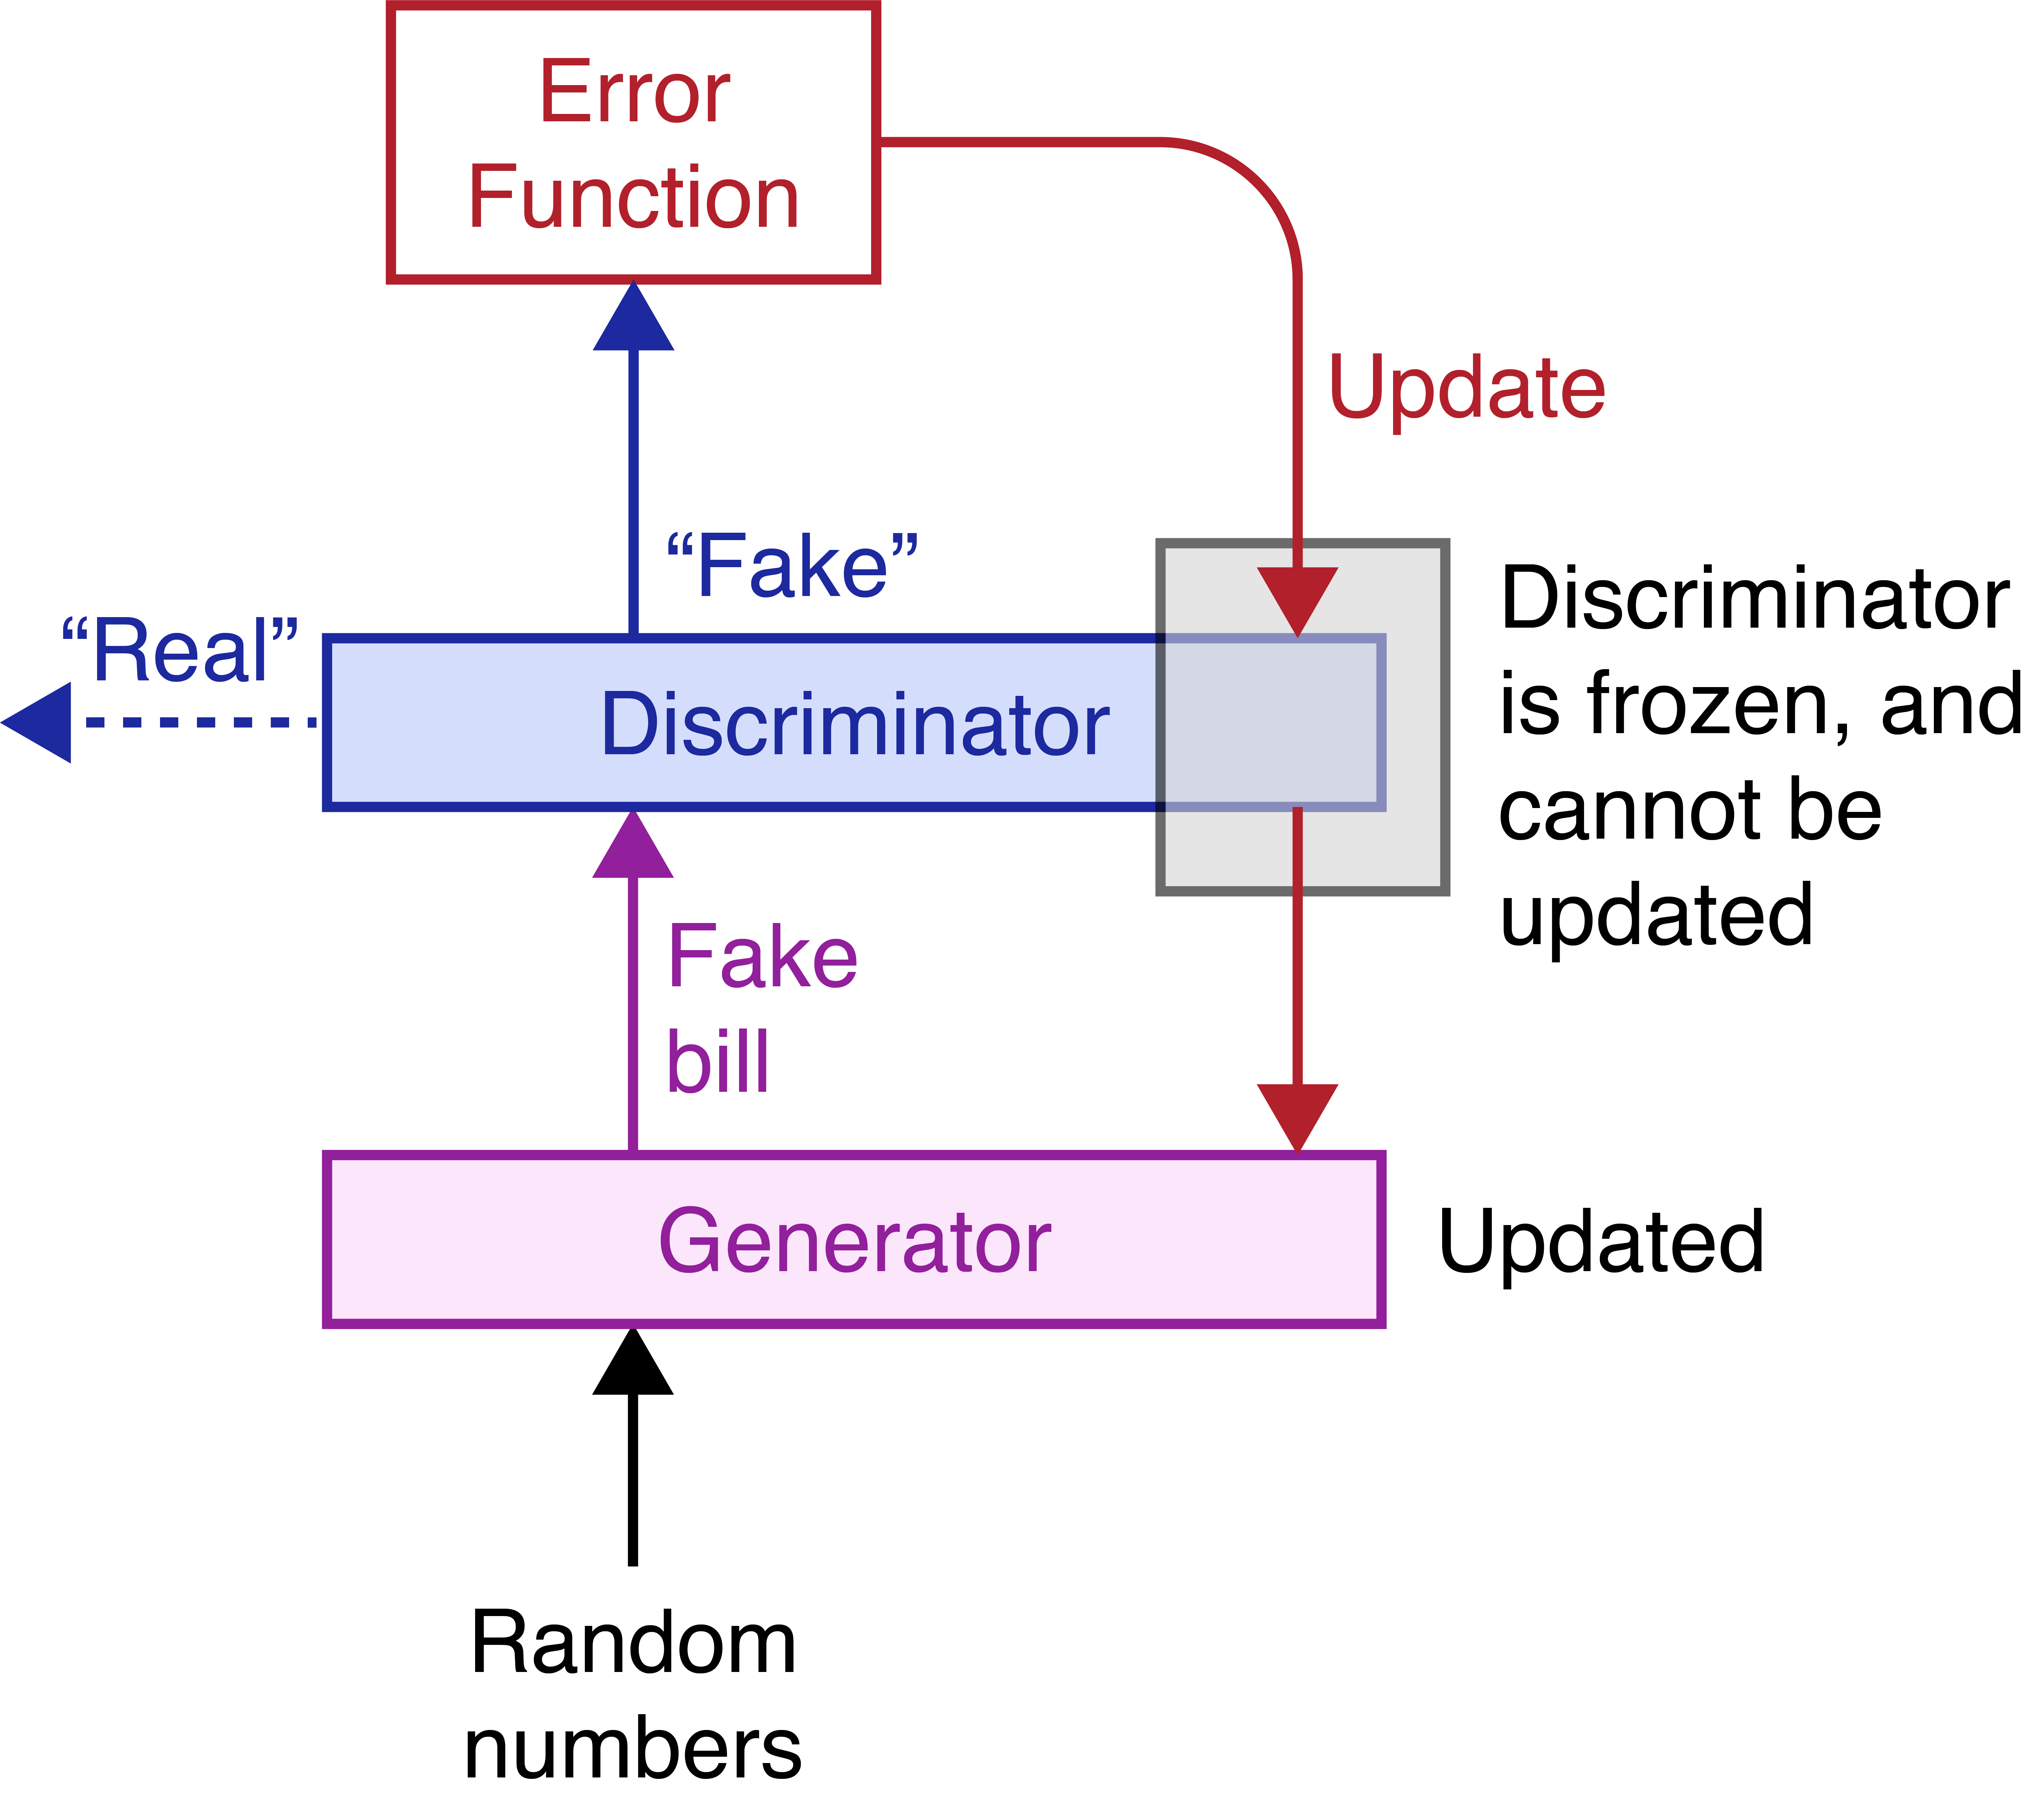 Error
Function
Update
“Fake”
“Real”
Discriminator
is frozen, and
cannot be
updated
Discriminator
Fake
bill
Generator
Updated
Random
numbers